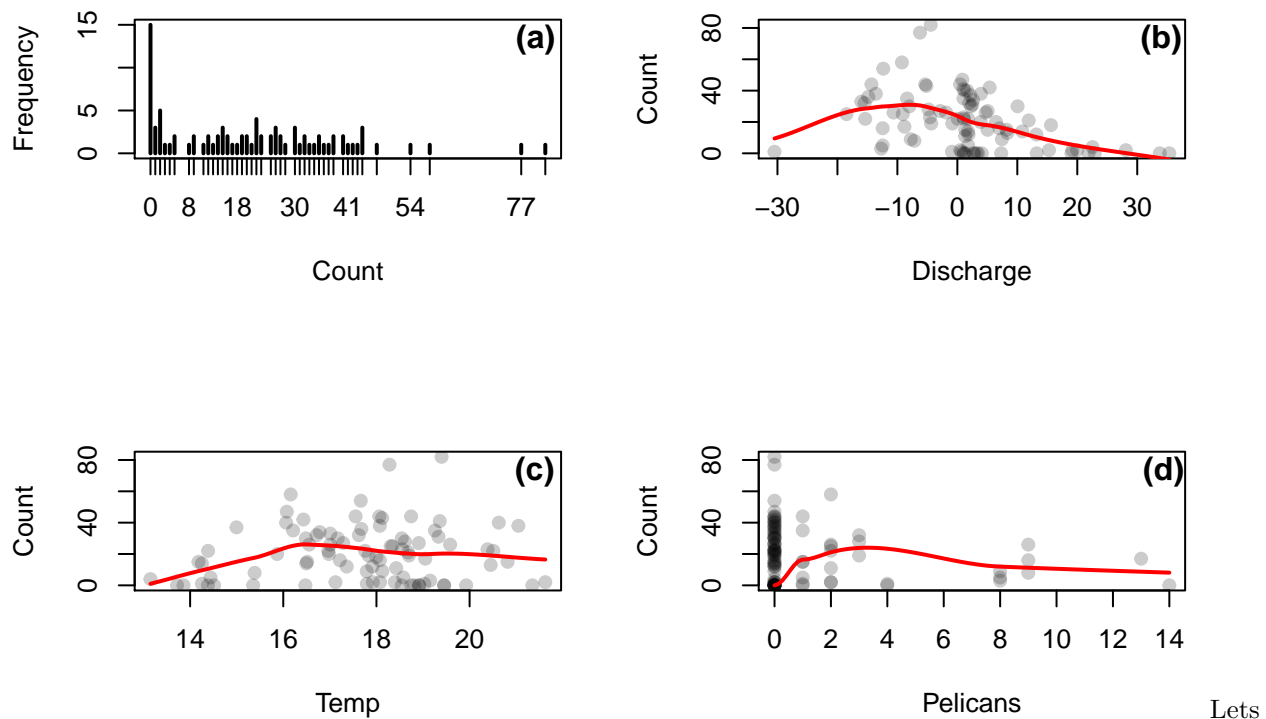 (a)
Frequency
0 5 15
0 8 18 30 41 54 77
Count
(b)
Count
0 40 80
−30 −10 0 10 20 30
Discharge
(c)
Count
0 40 80
14 16 18 20
Temp
(d)
Count
0 40 80
0 2 4 6 8 10 12 14
Pelicans
Lets